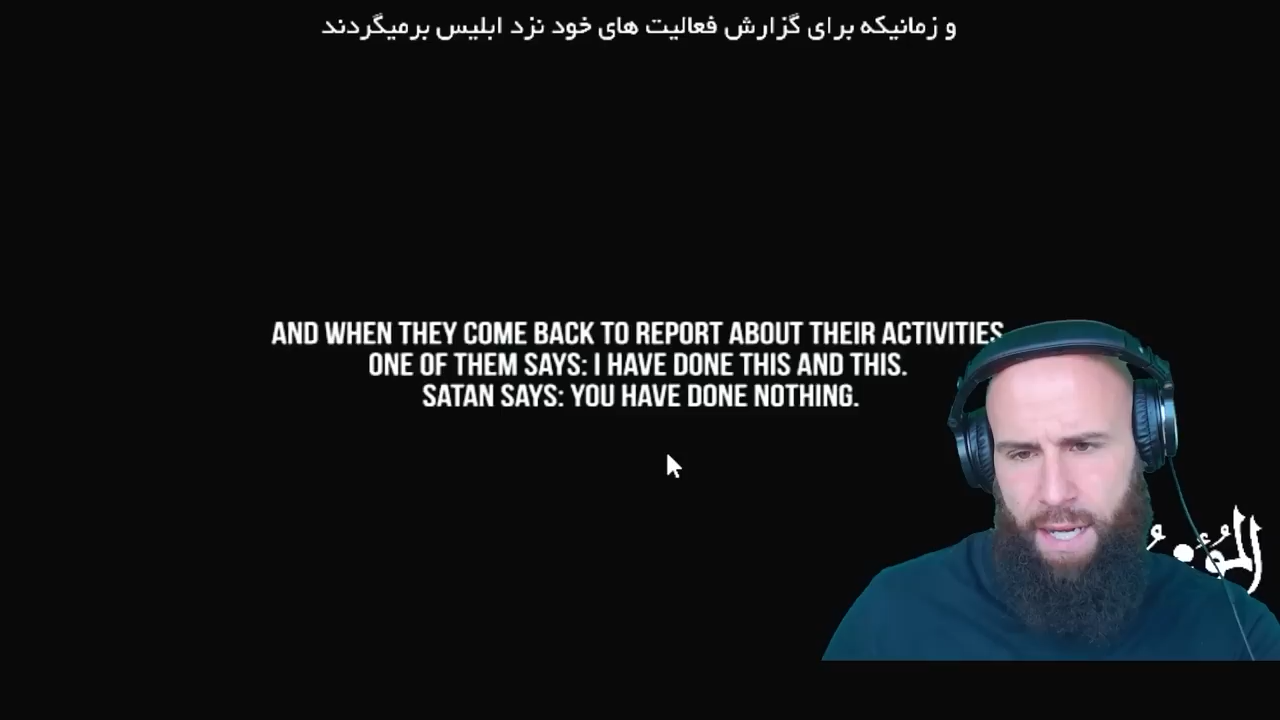 و زمانیکه برای گزارش فعالیت های خود نزد ابلیس برمیگردند
AND WHEN THEY COME BACK TO REPORT ABOUT THEIR ACTIVITIES
ONE OF THEM SAYS: I HAVE DONE THIS AND THIS.
SATAN SAYS: YOU HAVE DONE NOTHING.